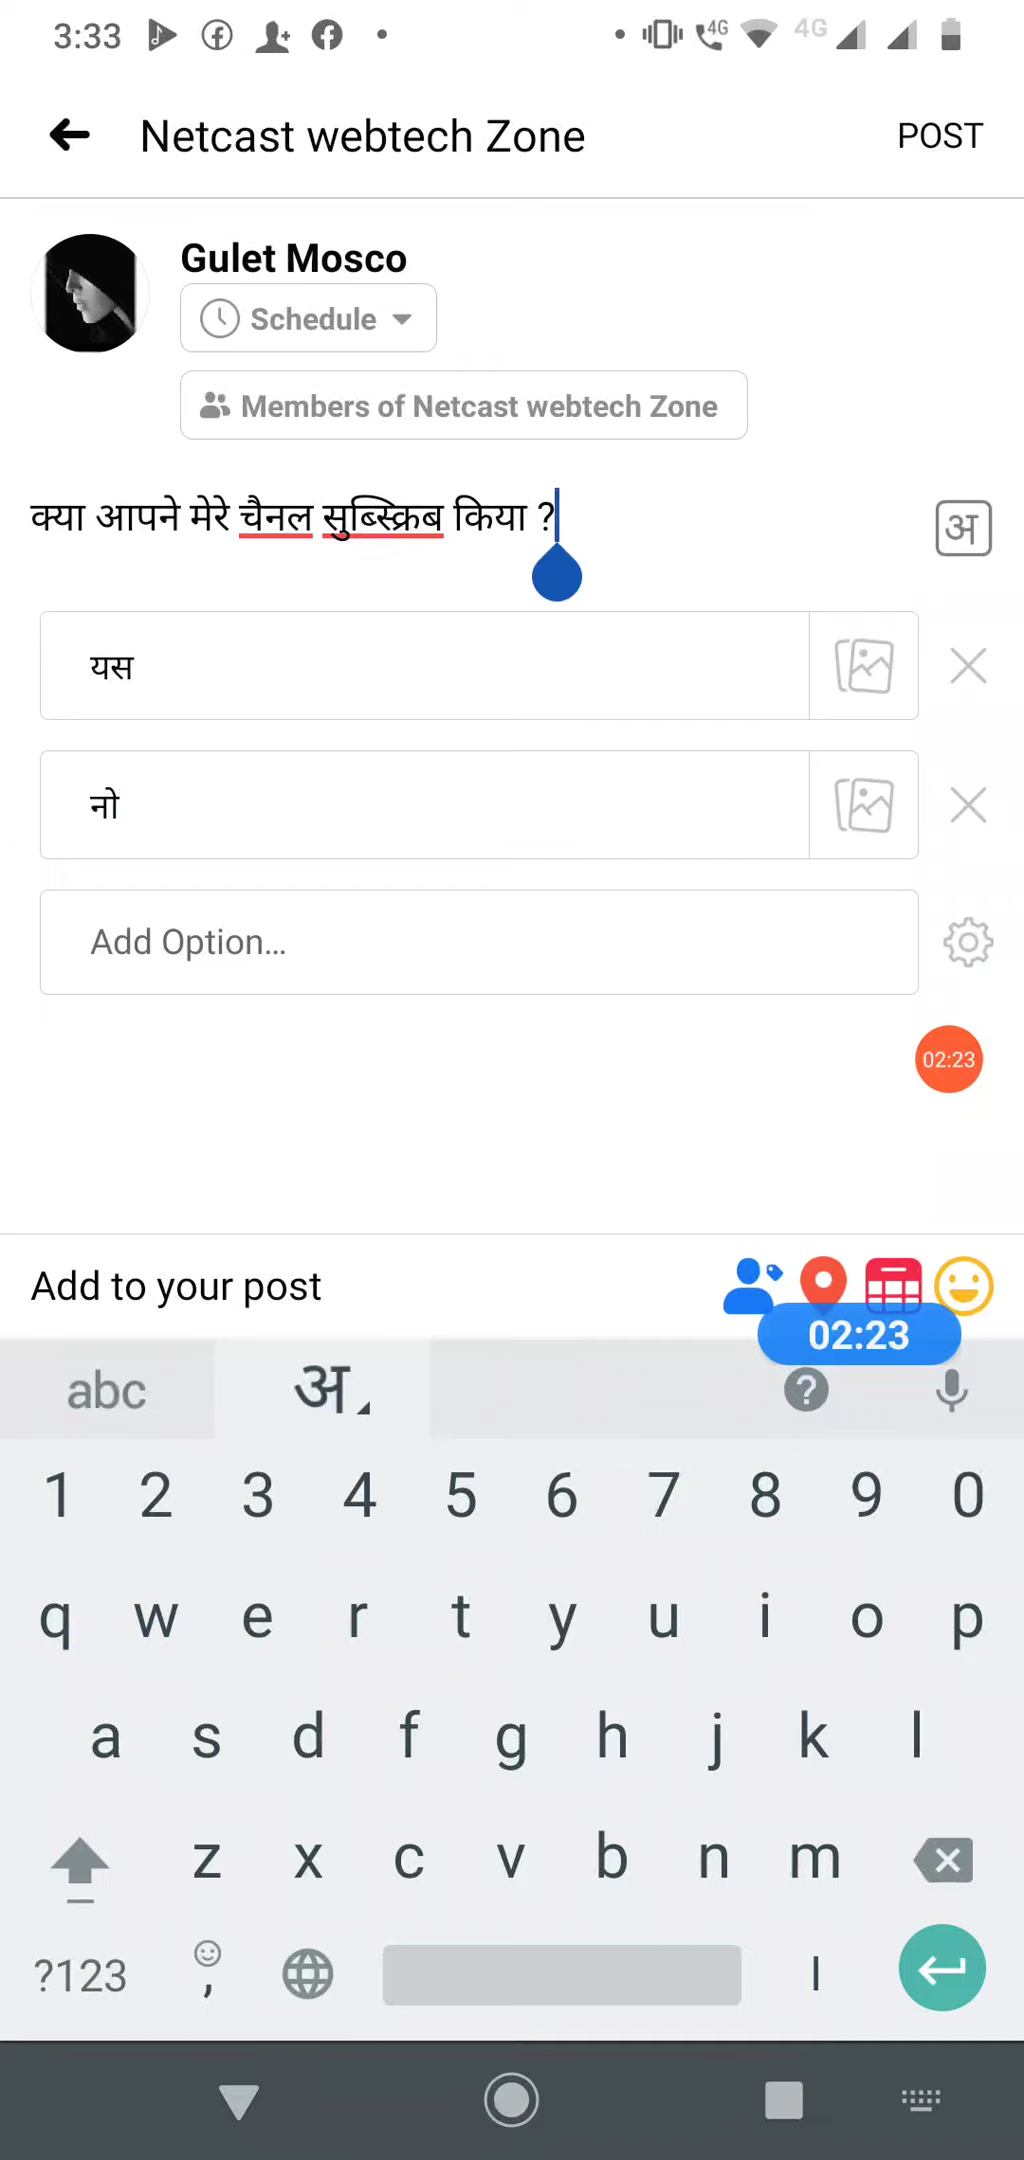 3:33 4G 4G
Netcast webtech Zone POST
Gulet Mosco
Schedule
Members of Netcast webtech Zone
क्या आपने मेरे चैनल सुब्स्क्रिब किया ?
अ
यस
नो
Add Option...
02:23
Add to your post
02:23
abc अ ?
1 2 3 4 5 6 7 8 9 0
q w e r t y u i o p
a s d f g h j k l
z x c v b n m
?123 , ।